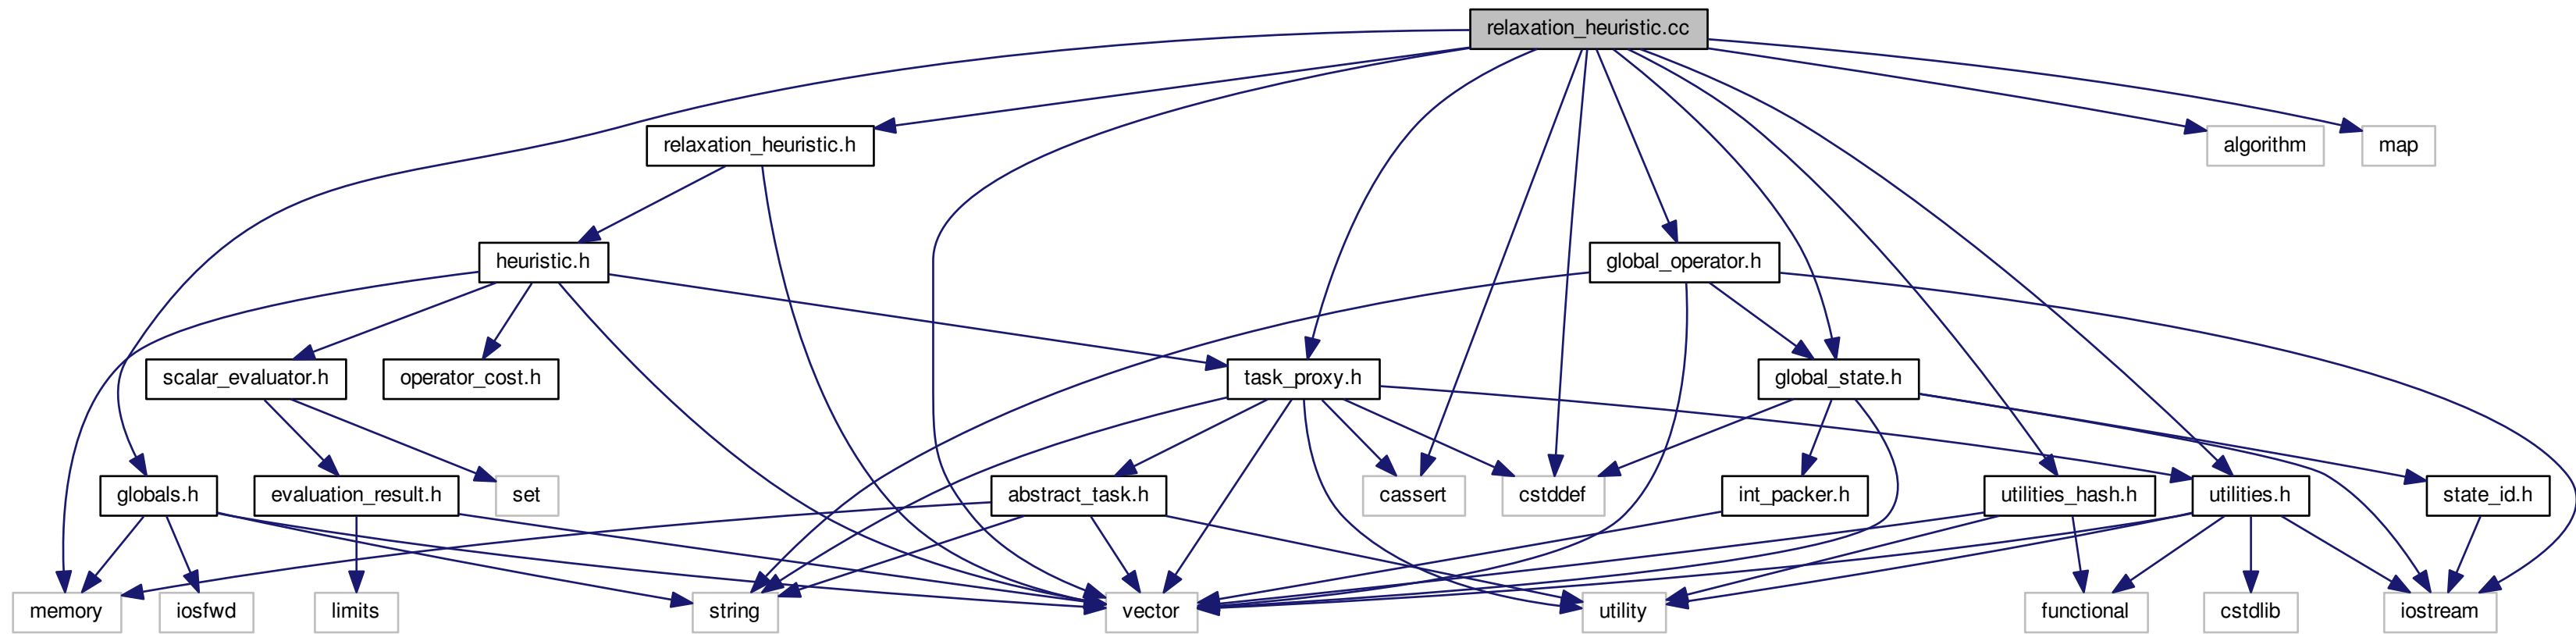 relaxation_heuristic.cc
relaxation_heuristic.h
algorithm
map
heuristic.h
global_operator.h
scalar_evaluator.h
operator_cost.h
task_proxy.h
global_state.h
globals.h
evaluation_result.h
set
abstract_task.h
cassert
cstddef
int_packer.h
utilities_hash.h
utilities.h
state_id.h
memory
iosfwd
limits
string
vector
utility
functional
cstdlib
iostream